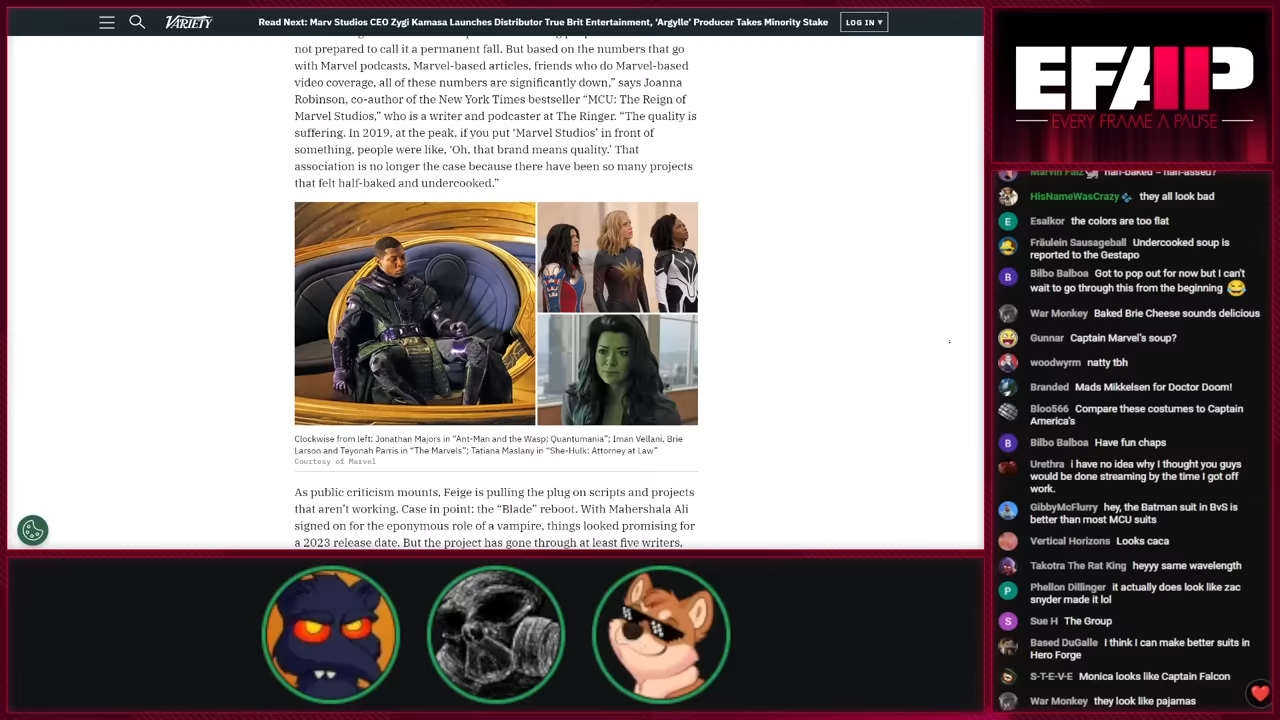 VARIETY
Read Next: Marv Studios CEO Zygi Kamasa Launches Distributor True Brit Entertainment, ‘Argylle’ Producer Takes Minority Stake
LOG IN ▾
not prepared to call it a permanent fall. But based on the numbers that go
with Marvel podcasts, Marvel-based articles, friends who do Marvel-based
video coverage, all of these numbers are significantly down,” says Joanna
Robinson, co-author of the New York Times bestseller “MCU: The Reign of
Marvel Studios,” who is a writer and podcaster at The Ringer. “The quality is
suffering. In 2019, at the peak, if you put ‘Marvel Studios’ in front of
something, people were like, ‘Oh, that brand means quality.’ That
association is no longer the case because there have been so many projects
that felt half-baked and undercooked.”
Clockwise from left: Jonathan Majors in “Ant-Man and the Wasp: Quantumania”; Iman Vellani, Brie
Larson and Teyonah Parris in “The Marvels”; Tatiana Maslany in “She-Hulk: Attorney at Law”
Courtesy of Marvel
As public criticism mounts, Feige is pulling the plug on scripts and projects
that aren’t working. Case in point: the “Blade” reboot. With Mahershala Ali
signed on for the eponymous role of a vampire, things looked promising for
a 2023 release date. But the project has gone through at least five writers,
EFAP
EVERY FRAME A PAUSE
HisNameWasCrazy they all look bad
Esalkor the colors are too flat
Fräulein Sausageball Undercooked soup is
reported to the Gestapo
Bilbo Balboa Got to pop out for now but I can't
wait to go through this from the beginning 😂
War Monkey Baked Brie Cheese sounds delicious
Gunnar Captain Marvel's soup?
woodwyrm natty tbh
Branded Mads Mikkelsen for Doctor Doom!
Bloo566 Compare these costumes to Captain
America's
Bilbo Balboa Have fun chaps
Urethra i have no idea why I thought you guys
would be done streaming by the time I got off
work.
GibbyMcFlurry hey, the Batman suit in BvS is
better than most MCU suits
Vertical Horizons Looks caca
Takotra The Rat King heyyy same wavelength
Phellon Dillinger it actually does look like zac
snyder made it lol
Sue H The Group
Based DuGalle I think I can make better suits in
Hero Forge
S-T-E-V-E Monica looks like Captain Falcon
War Monkey they look like pajamas